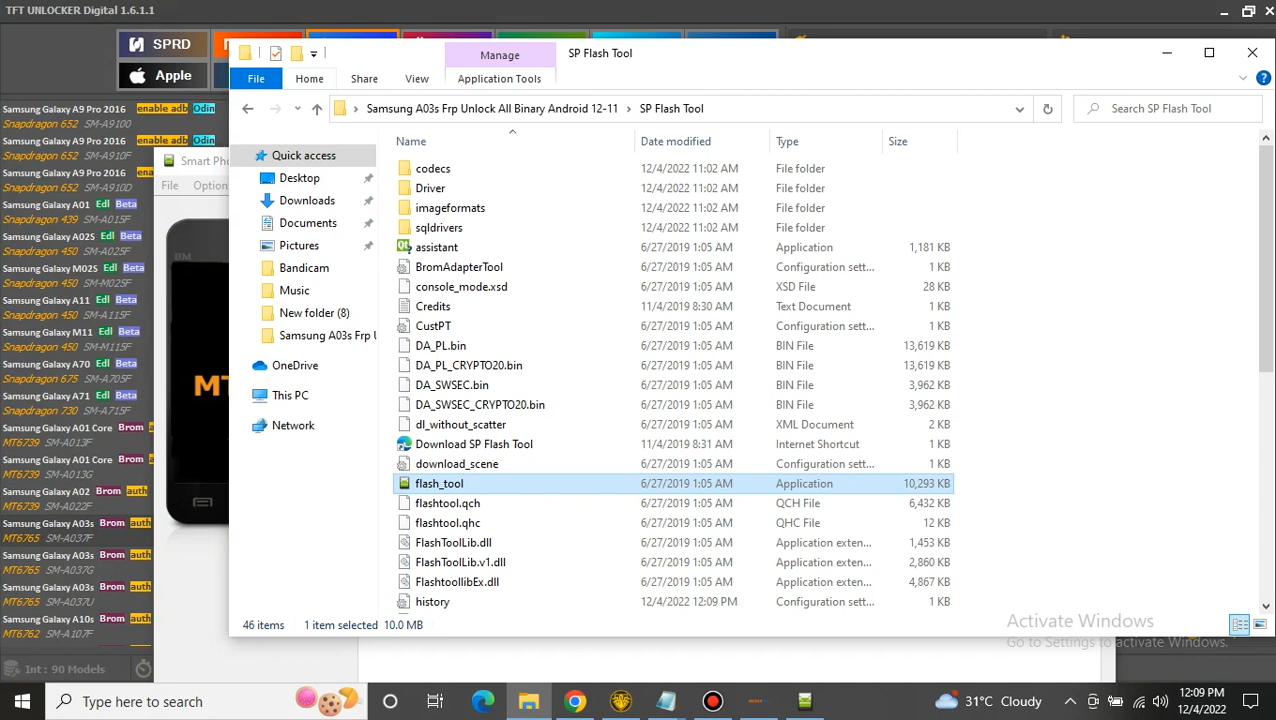 TFT UNLOCKER Digital 1.6.1.1
SPRD
Apple
Samsung Galaxy A9 Pro 2016 enable adb Odin
Snapdragon 652 SM-A9100
Samsung Galaxy A9 Pro 2016 enable adb Odin
Snapdragon 652 SM-A910F
Samsung Galaxy A9 Pro 2016 ena
Snapdragon 652 SM-A910D
Samsung Galaxy A01 Edl Beta
Snapdragon 439 SM-A015F
Samsung Galaxy A02S Edl Beta
Snapdragon 450 SM-A025F
Samsung Galaxy M02S Edl Beta
Snapdragon 450 SM-M025F
Samsung Galaxy A11 Edl Beta
Snapdragon 450 SM-A115F
Samsung Galaxy M11 Edl Beta
Snapdragon 450 SM-M115F
Samsung Galaxy A70 Edl Beta
Snapdragon 675 SM-A705F
Samsung Galaxy A71 Edl Beta
Snapdragon 730 SM-A715F
Samsung Galaxy A01 Core Brom
MT6739 SM-A013F
Samsung Galaxy A01 Core Brom
MT6739 SM-A013G
Samsung Galaxy A02 Brom auth
MT6739 SM-A022F
Samsung Galaxy A03s Brom auth
MT6765 SM-A037F
Samsung Galaxy A03s Brom auth
MT6765 SM-A037G
Samsung Galaxy A03s Brom auth
MT6765 SM-A037U
Samsung Galaxy A10s Brom auth
MT6762 SM-A107F
Int : 90 Models
Smart Pho
File Option
BM
MT
Manage
SP Flash Tool
File Home Share View Application Tools
Samsung A03s Frp Unlock All Binary Android 12-11 > SP Flash Tool
Search SP Flash Tool
Quick access
Desktop
Downloads
Documents
Pictures
Bandicam
Music
New folder (8)
Samsung A03s Frp U
OneDrive
This PC
Network
Name Date modified Type Size
codecs 12/4/2022 11:02 AM File folder
Driver 12/4/2022 11:02 AM File folder
imageformats 12/4/2022 11:02 AM File folder
sqldrivers 12/4/2022 11:02 AM File folder
assistant 6/27/2019 1:05 AM Application 1,181 KB
BromAdapterTool 6/27/2019 1:05 AM Configuration sett... 1 KB
console_mode.xsd 6/27/2019 1:05 AM XSD File 28 KB
Credits 11/4/2019 8:30 AM Text Document 1 KB
CustPT 6/27/2019 1:05 AM Configuration sett... 1 KB
DA_PL.bin 6/27/2019 1:05 AM BIN File 13,619 KB
DA_PL_CRYPTO20.bin 6/27/2019 1:05 AM BIN File 13,619 KB
DA_SWSEC.bin 6/27/2019 1:05 AM BIN File 3,962 KB
DA_SWSEC_CRYPTO20.bin 6/27/2019 1:05 AM BIN File 3,962 KB
dl_without_scatter 6/27/2019 1:05 AM XML Document 2 KB
Download SP Flash Tool 11/4/2019 8:31 AM Internet Shortcut 1 KB
download_scene 6/27/2019 1:05 AM Configuration sett... 1 KB
flash_tool 6/27/2019 1:05 AM Application 10,293 KB
flashtool.qch 6/27/2019 1:05 AM QCH File 6,432 KB
flashtool.qhc 6/27/2019 1:05 AM QHC File 12 KB
FlashToolLib.dll 6/27/2019 1:05 AM Application exten... 1,453 KB
FlashToolLib.v1.dll 6/27/2019 1:05 AM Application exten... 2,860 KB
FlashtoollibEx.dll 6/27/2019 1:05 AM Application exten... 4,867 KB
history 12/4/2022 12:09 PM Configuration sett... 1 KB
46 items 1 item selected 10.0 MB
Activate Windows
Go to Settings to activate Windows.
Type here to search
31°C Cloudy
12:09 PM
12/4/2022